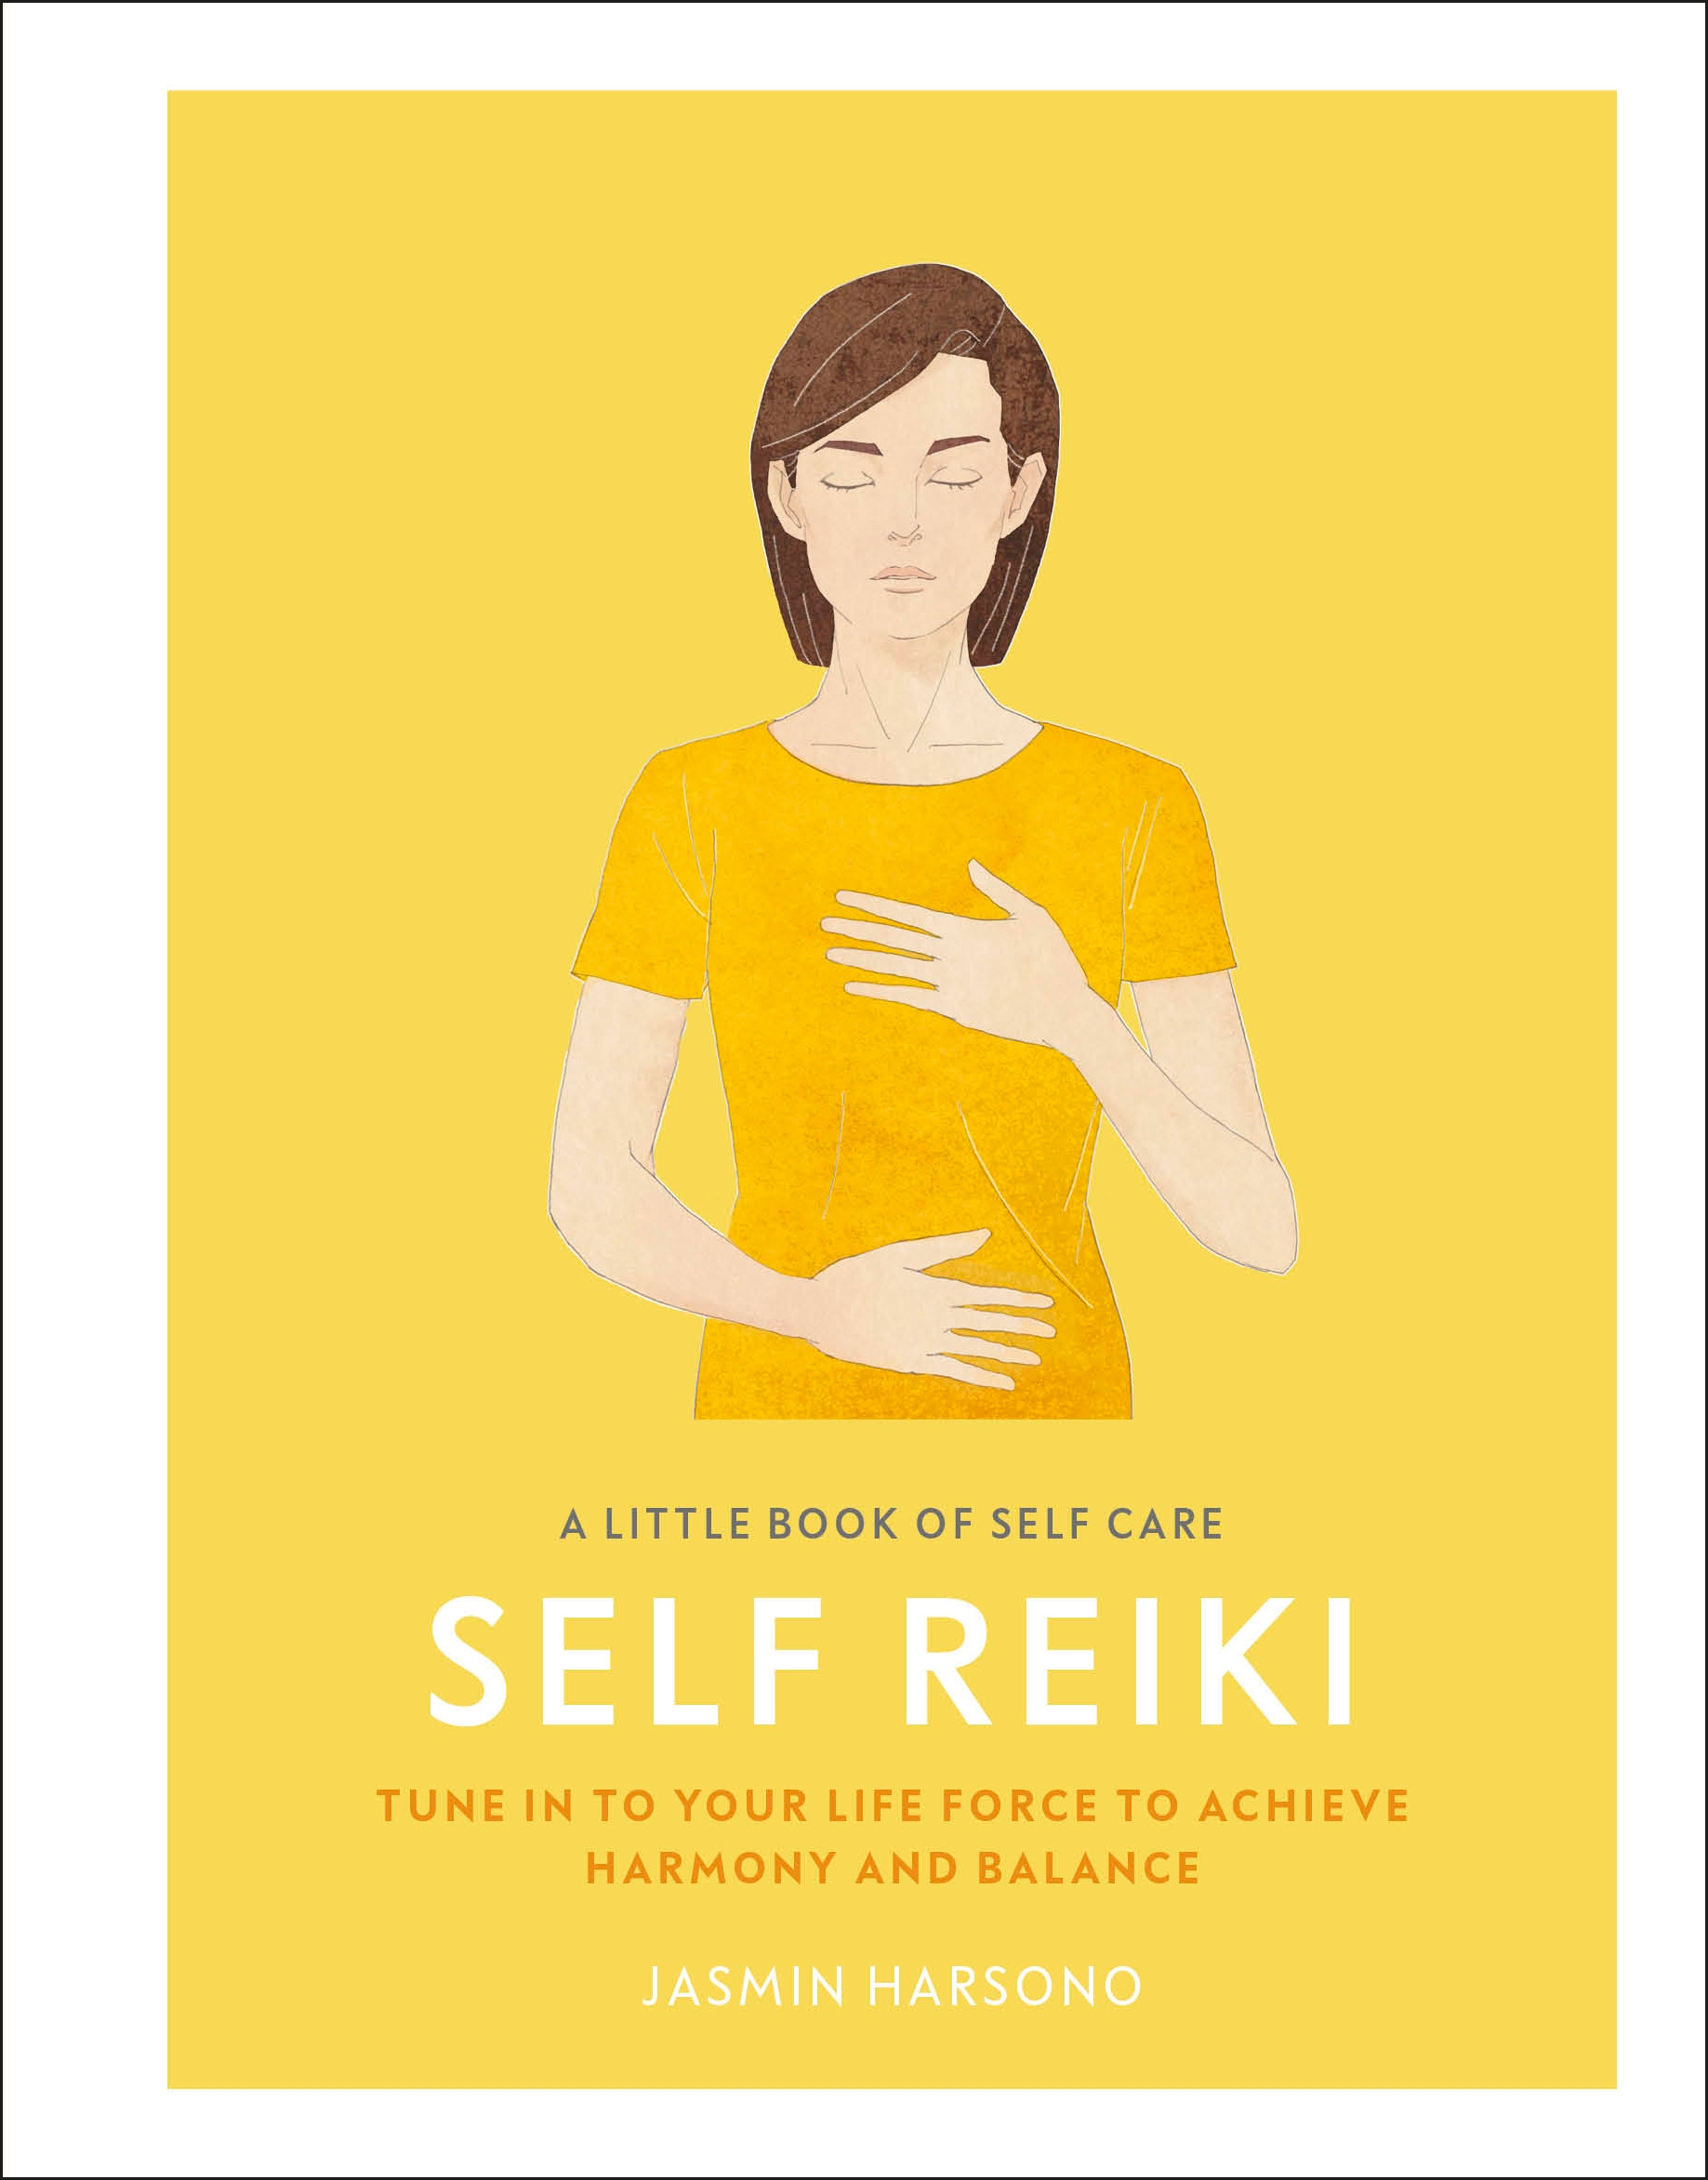 A LITTLE BOOK OF SELF CARE
SELF REIKI
TUNE IN TO YOUR LIFE FORCE TO ACHIEVE
HARMONY AND BALANCE
JASMIN HARSONO